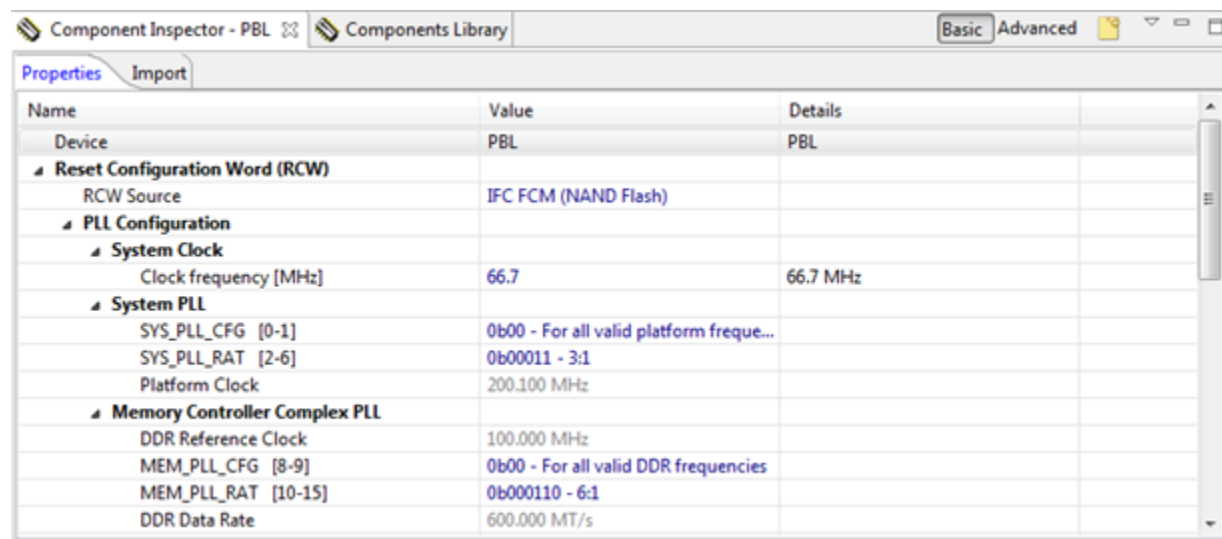 Component Inspector - PBL Components Library Basic Advanced
Properties Import
Name Value Details
Device PBL PBL
Reset Configuration Word (RCW)
RCW Source IFC FCM (NAND Flash)
PLL Configuration
System Clock
Clock frequency [MHz] 66.7 66.7 MHz
System PLL
SYS_PLL_CFG [0-1] 0b00 - For all valid platform freque...
SYS_PLL_RAT [2-6] 0b00011 - 3:1
Platform Clock 200.100 MHz
Memory Controller Complex PLL
DDR Reference Clock 100.000 MHz
MEM_PLL_CFG [8-9] 0b00 - For all valid DDR frequencies
MEM_PLL_RAT [10-15] 0b000110 - 6:1
DDR Data Rate 600.000 MT/s